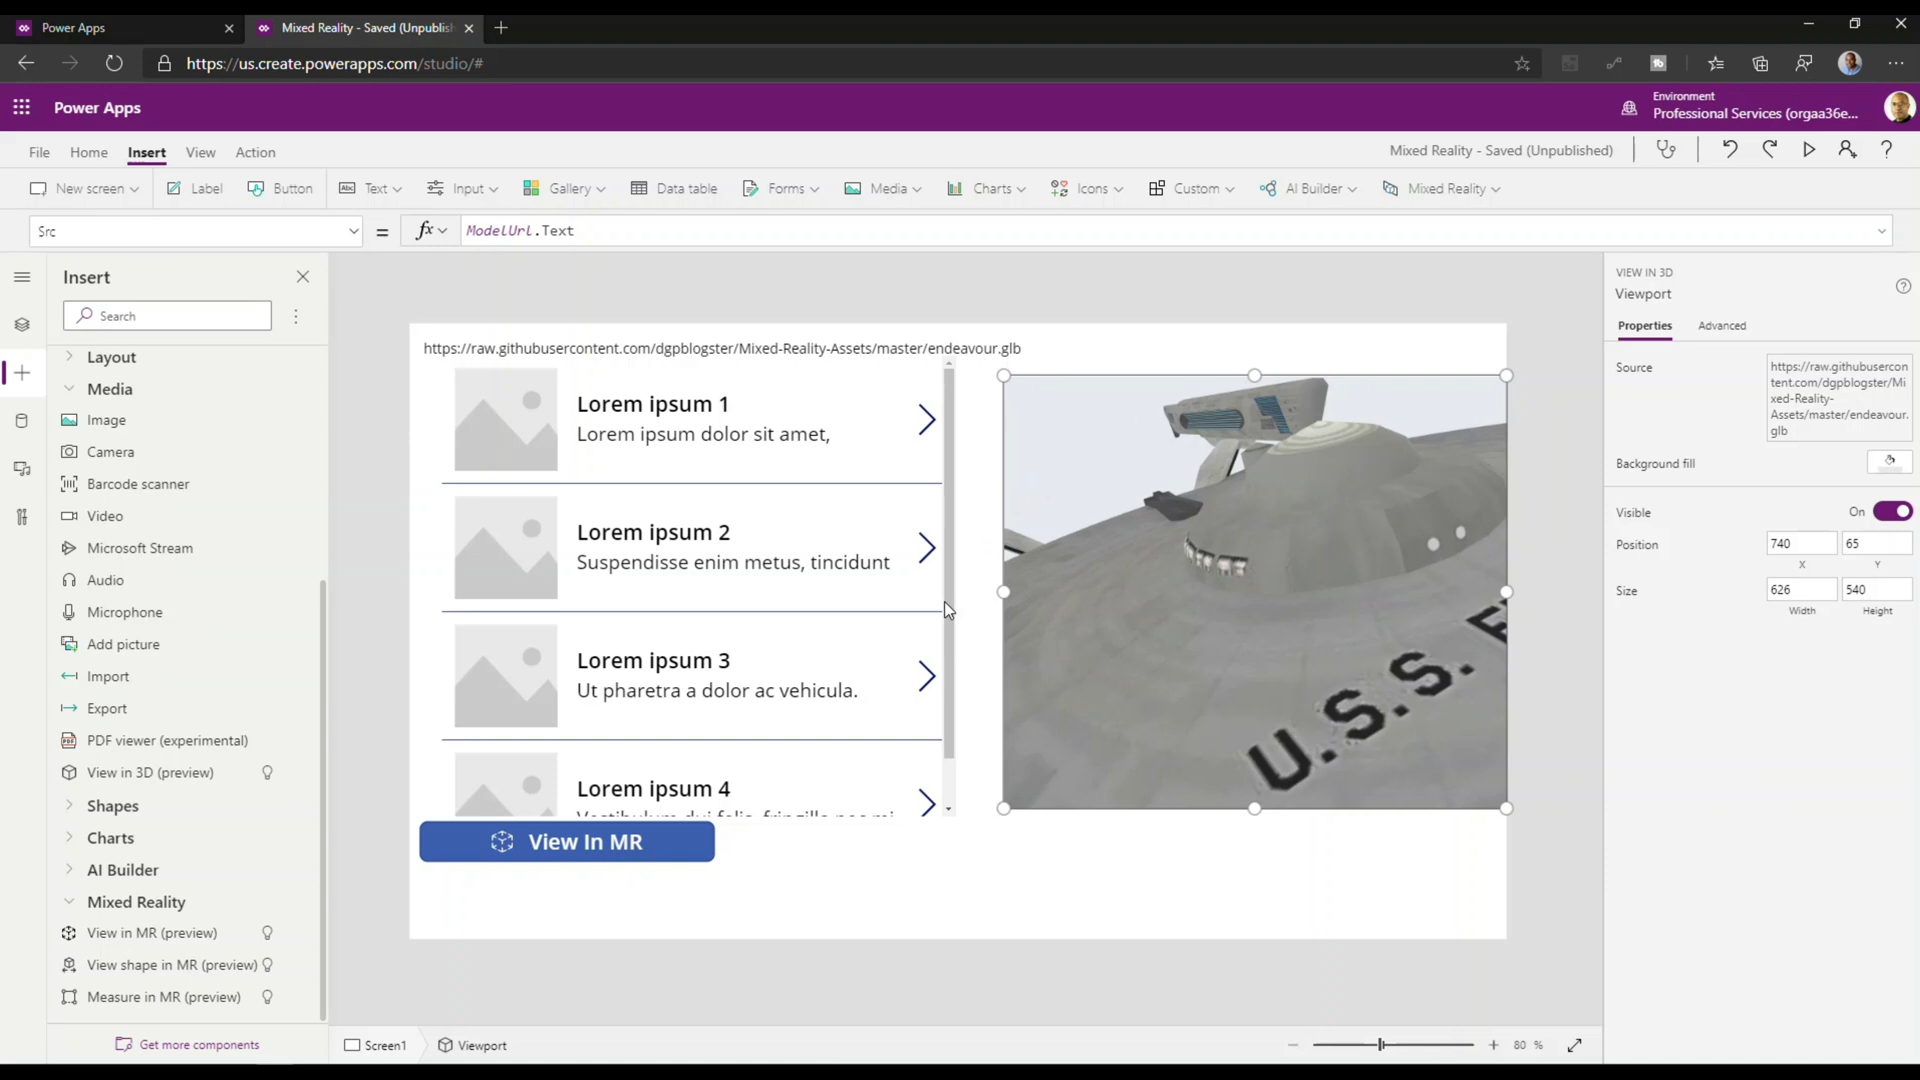 Power Apps
Mixed Reality - Saved (Unpublish
https://us.create.powerapps.com/studio/#
Power Apps
Environment
Professional Services (orgaa36e...
File Home Insert View Action
Mixed Reality - Saved (Unpublished)
New screen Label Button Abc Text Input Gallery Data table Forms Media Charts Icons Custom AI Builder Mixed Reality
Src = fx ModelUrl.Text
Insert
Search
Layout
Media
Image
Camera
Barcode scanner
Video
Microsoft Stream
Audio
Microphone
Add picture
Import
Export
PDF viewer (experimental)
View in 3D (preview)
Shapes
Charts
AI Builder
Mixed Reality
View in MR (preview)
View shape in MR (preview)
Measure in MR (preview)
Get more components
https://raw.githubusercontent.com/dgpblogster/Mixed-Reality-Assets/master/endeavour.glb
Lorem ipsum 1
Lorem ipsum dolor sit amet,
Lorem ipsum 2
Suspendisse enim metus, tincidunt
Lorem ipsum 3
Ut pharetra a dolor ac vehicula.
Lorem ipsum 4
View In MR
U.S.S. E
Screen1 Viewport
80 %
VIEW IN 3D
Viewport
Properties Advanced
Source
https://raw.githubusercon
tent.com/dgpblogster/Mi
xed-Reality-
Assets/master/endeavour.
glb
Background fill
Visible On
Position 740 65
X Y
Size 626 540
Width Height